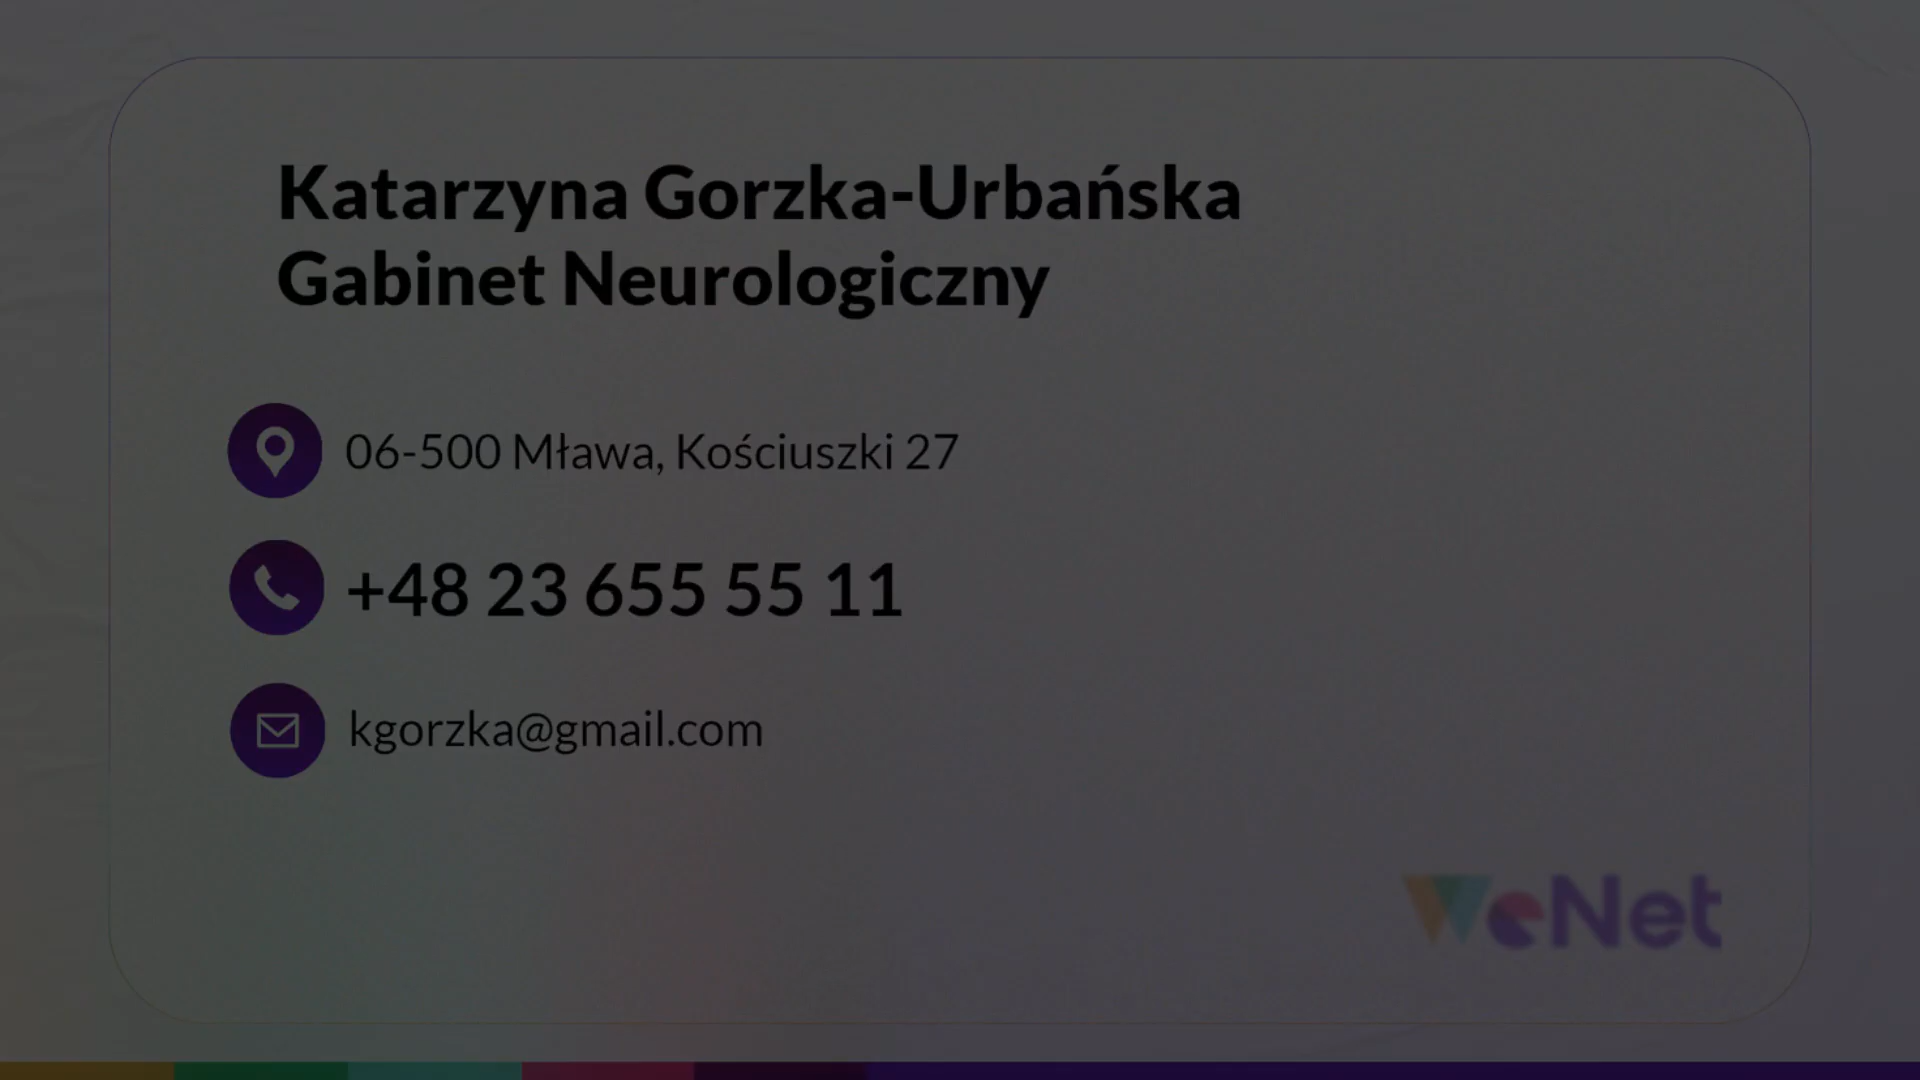 Katarzyna Gorzka-Urbańska
Gabinet Neurologiczny
06-500 Mława, Kościuszki 27
+48 23 655 55 11
kgorzka@gmail.com
WeNet